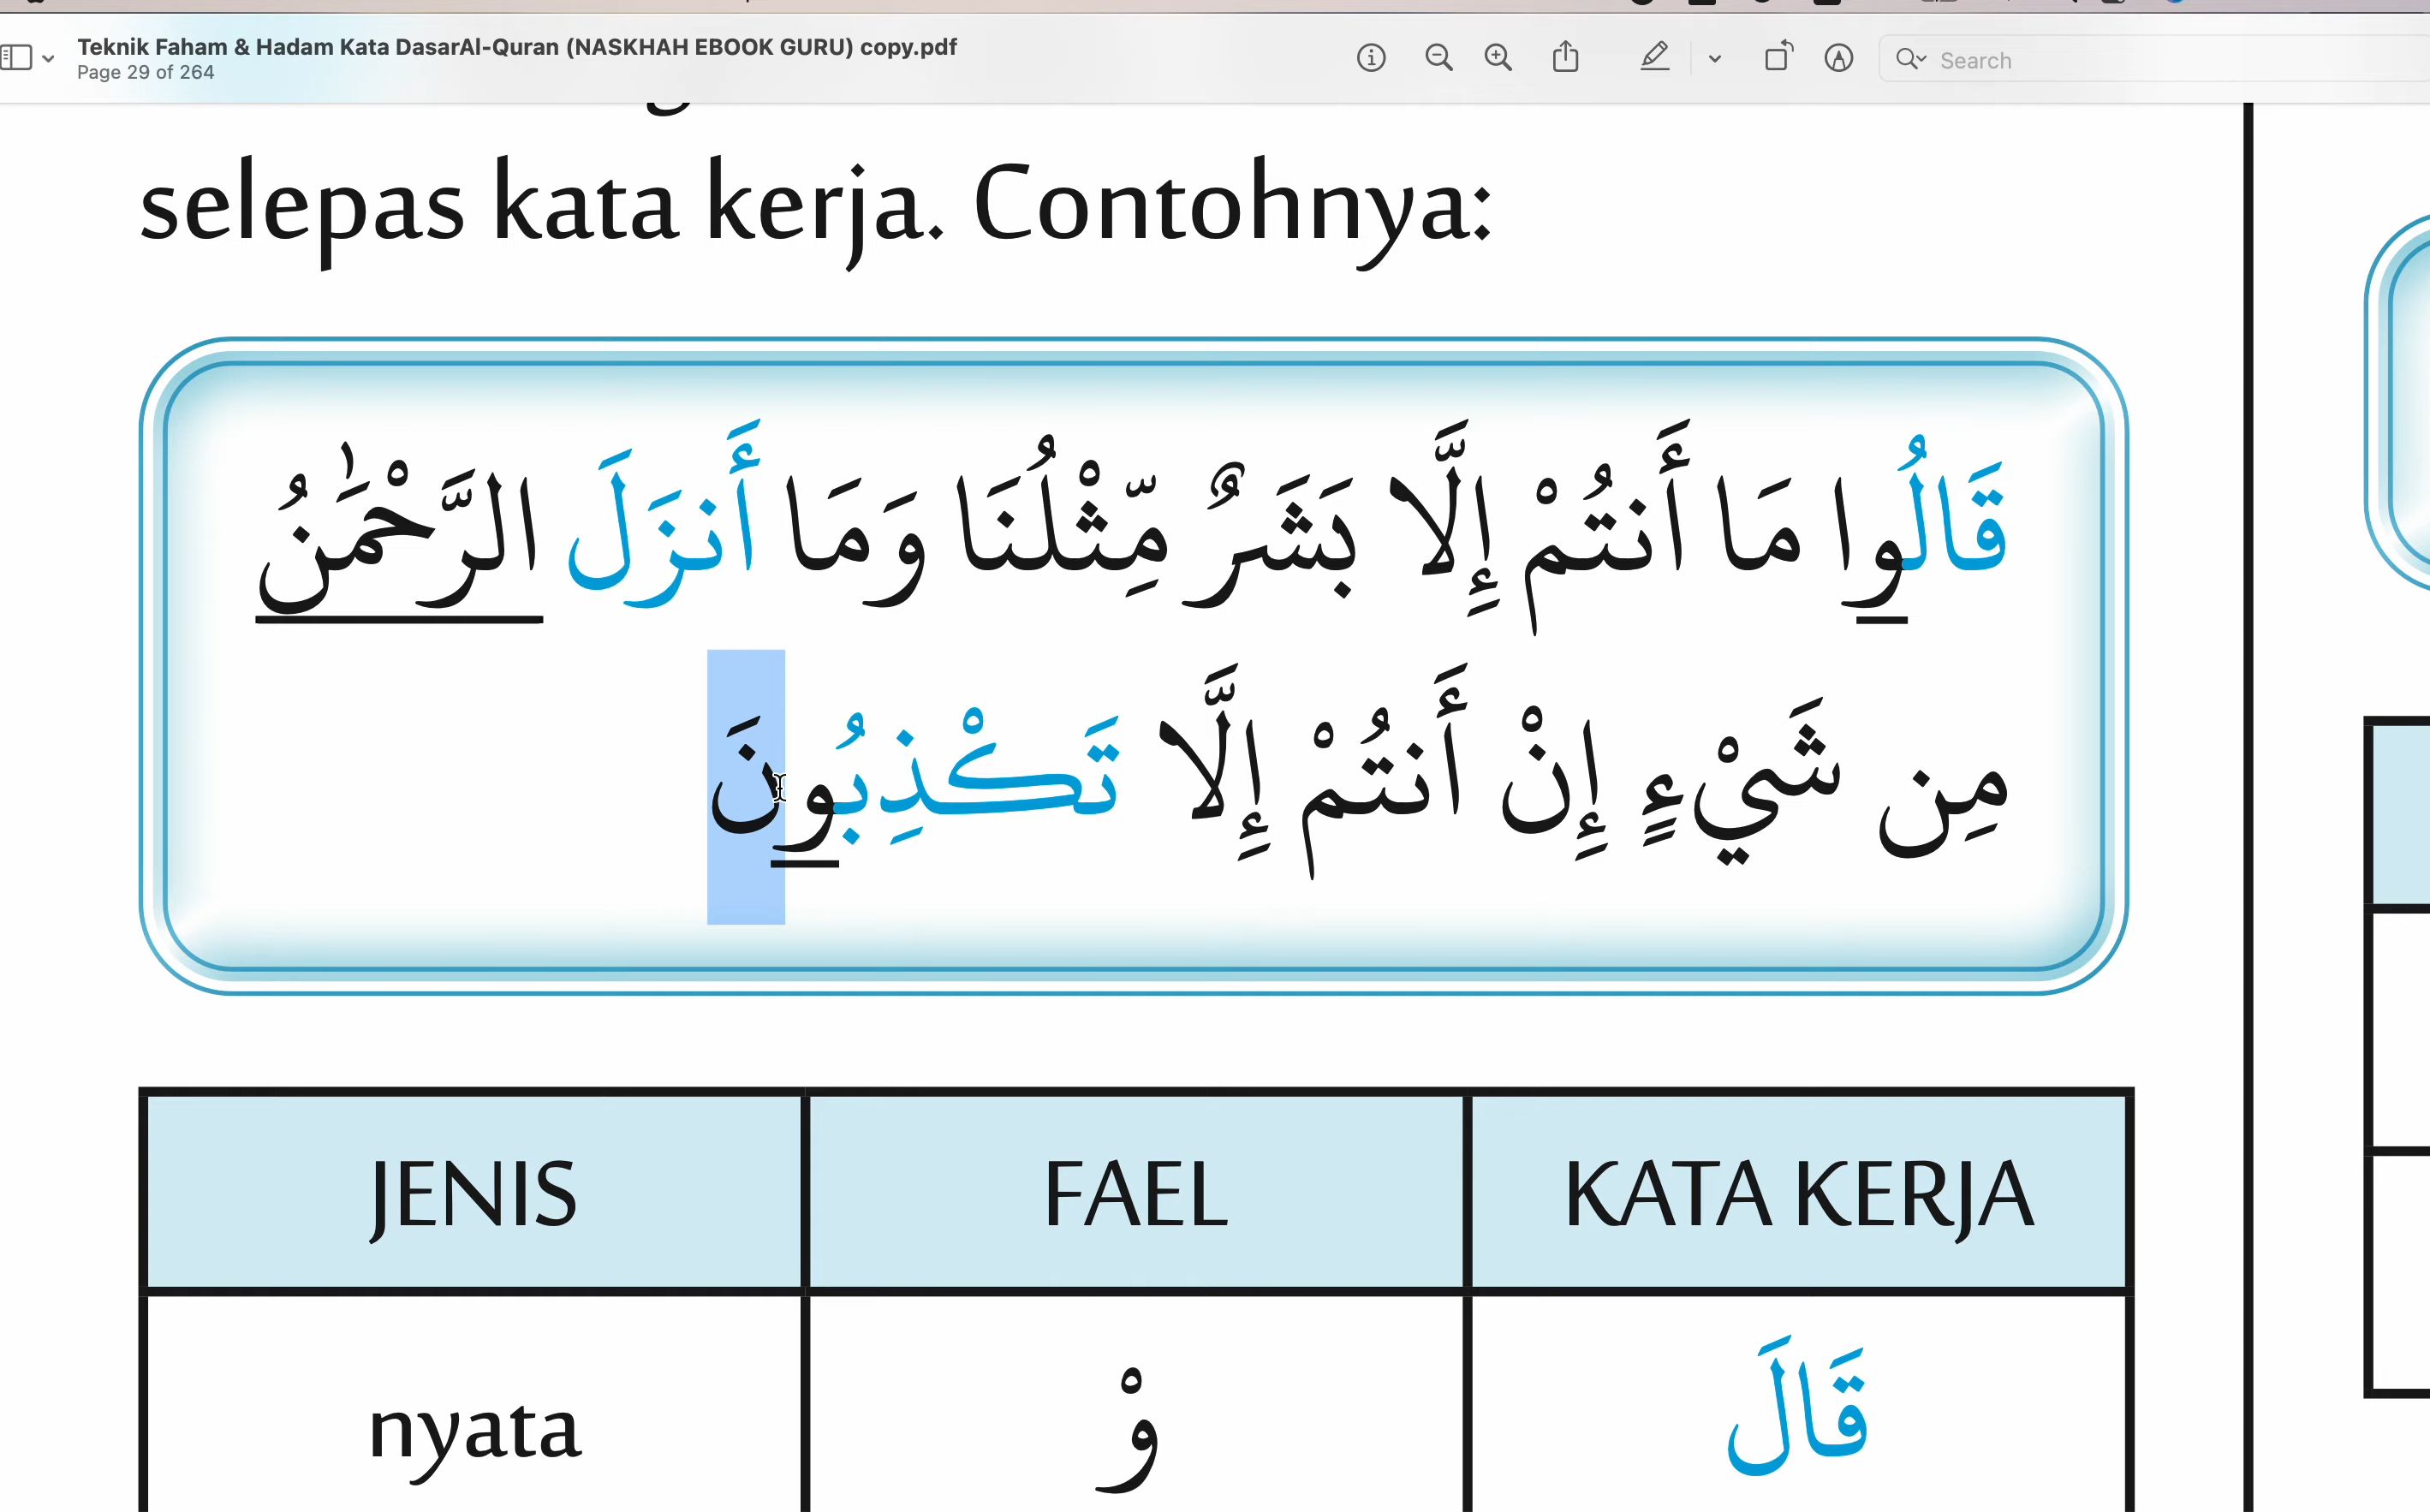 Teknik Faham & Hadam Kata DasarAl-Quran (NASKHAH EBOOK GURU) copy.pdf
Page 29 of 264
Search
selepas kata kerja. Contohnya:
قَالُوا مَا أَنتُمْ إِلَّا بَشَرٌ مِّثْلُنَا وَمَا أَنزَلَ الرَّحْمَٰنُ
مِن شَيْءٍ إِنْ أَنتُمْ إِلَّا تَكْذِبُونَ
JENIS FAEL KATA KERJA
nyata وْ قَالَ